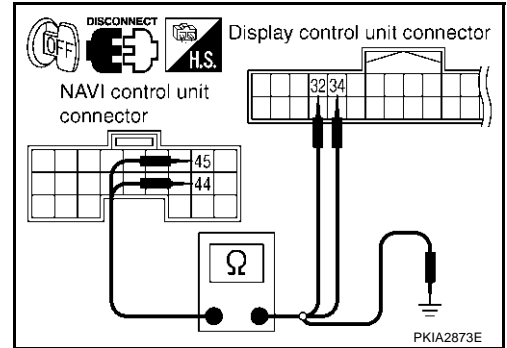 OFF
DISCONNECT
H.S.
Display control unit connector
32 34
NAVI control unit
connector
45
44
Ω
PKIA2873E